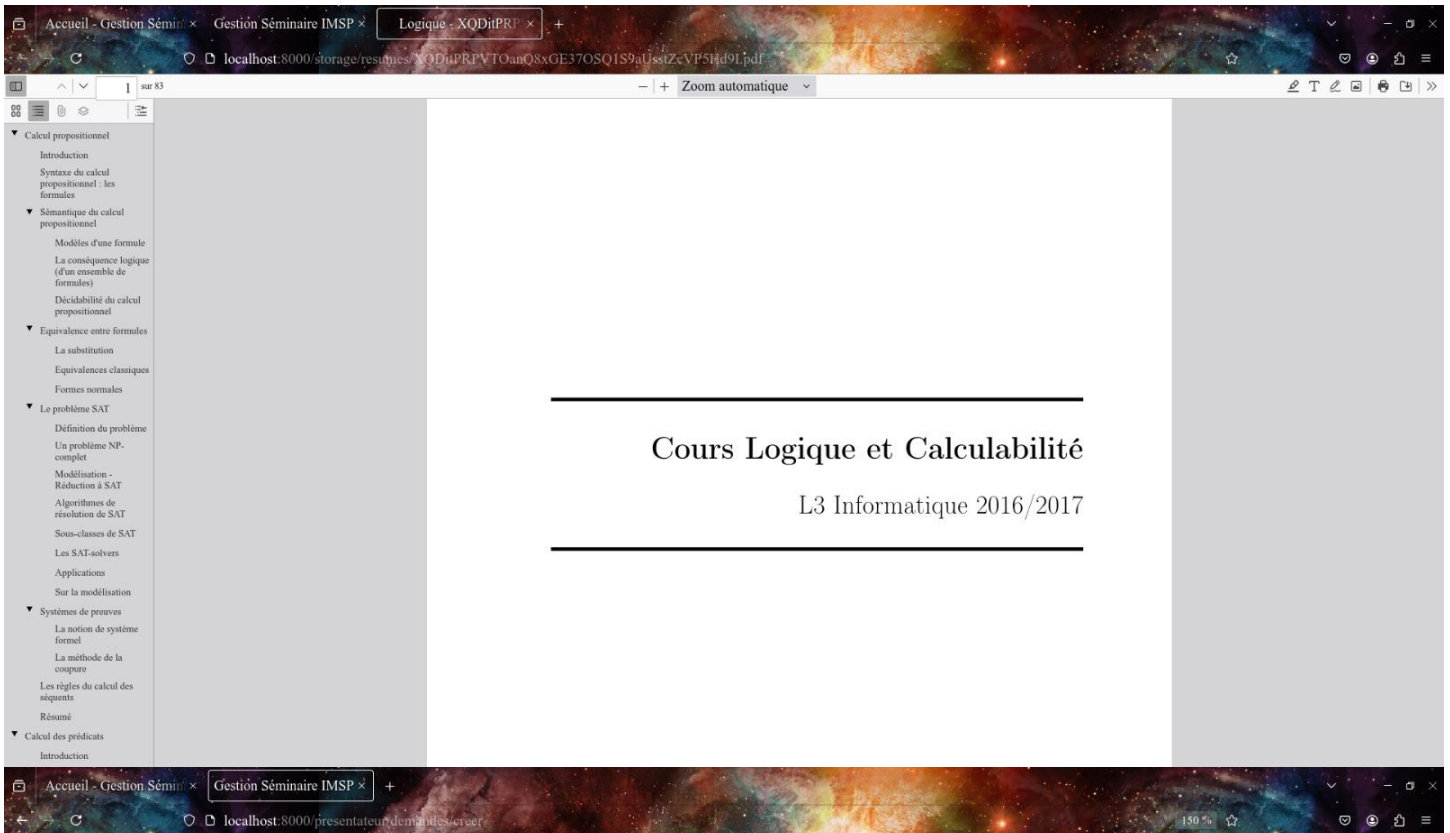 Accueil - Gestion Sémin
Gestion Séminaire IMSP
Logique - XQDitPRP
localhost:8000/storage/resumes/XQDitPRPVTOanQ8xGE37OSQ1S9aUsstZcVP5Hd9I.pdf
1 sur 83
Zoom automatique
Calcul propositionnel
Introduction
Syntaxe du calcul
propositionnel : les
formules
Sémantique du calcul
propositionnel
Modèles d'une formule
La conséquence logique
(d'un ensemble de
formules)
Décidabilité du calcul
propositionnel
Equivalence entre formules
La substitution
Equivalences classiques
Formes normales
Le problème SAT
Définition du problème
Un problème NP-
complet
Modélisation -
Réduction à SAT
Algorithmes de
résolution de SAT
Sous-classes de SAT
Les SAT-solvers
Applications
Sur la modélisation
Systèmes de preuves
La notion de système
formel
La méthode de la
coupure
Les règles du calcul des
séquents
Résumé
Calcul des prédicats
Introduction
Cours Logique et Calculabilité
L3 Informatique 2016/2017
Accueil - Gestion Sémin
Gestion Séminaire IMSP
localhost:8000/presentateur/demandes/creer
150 %